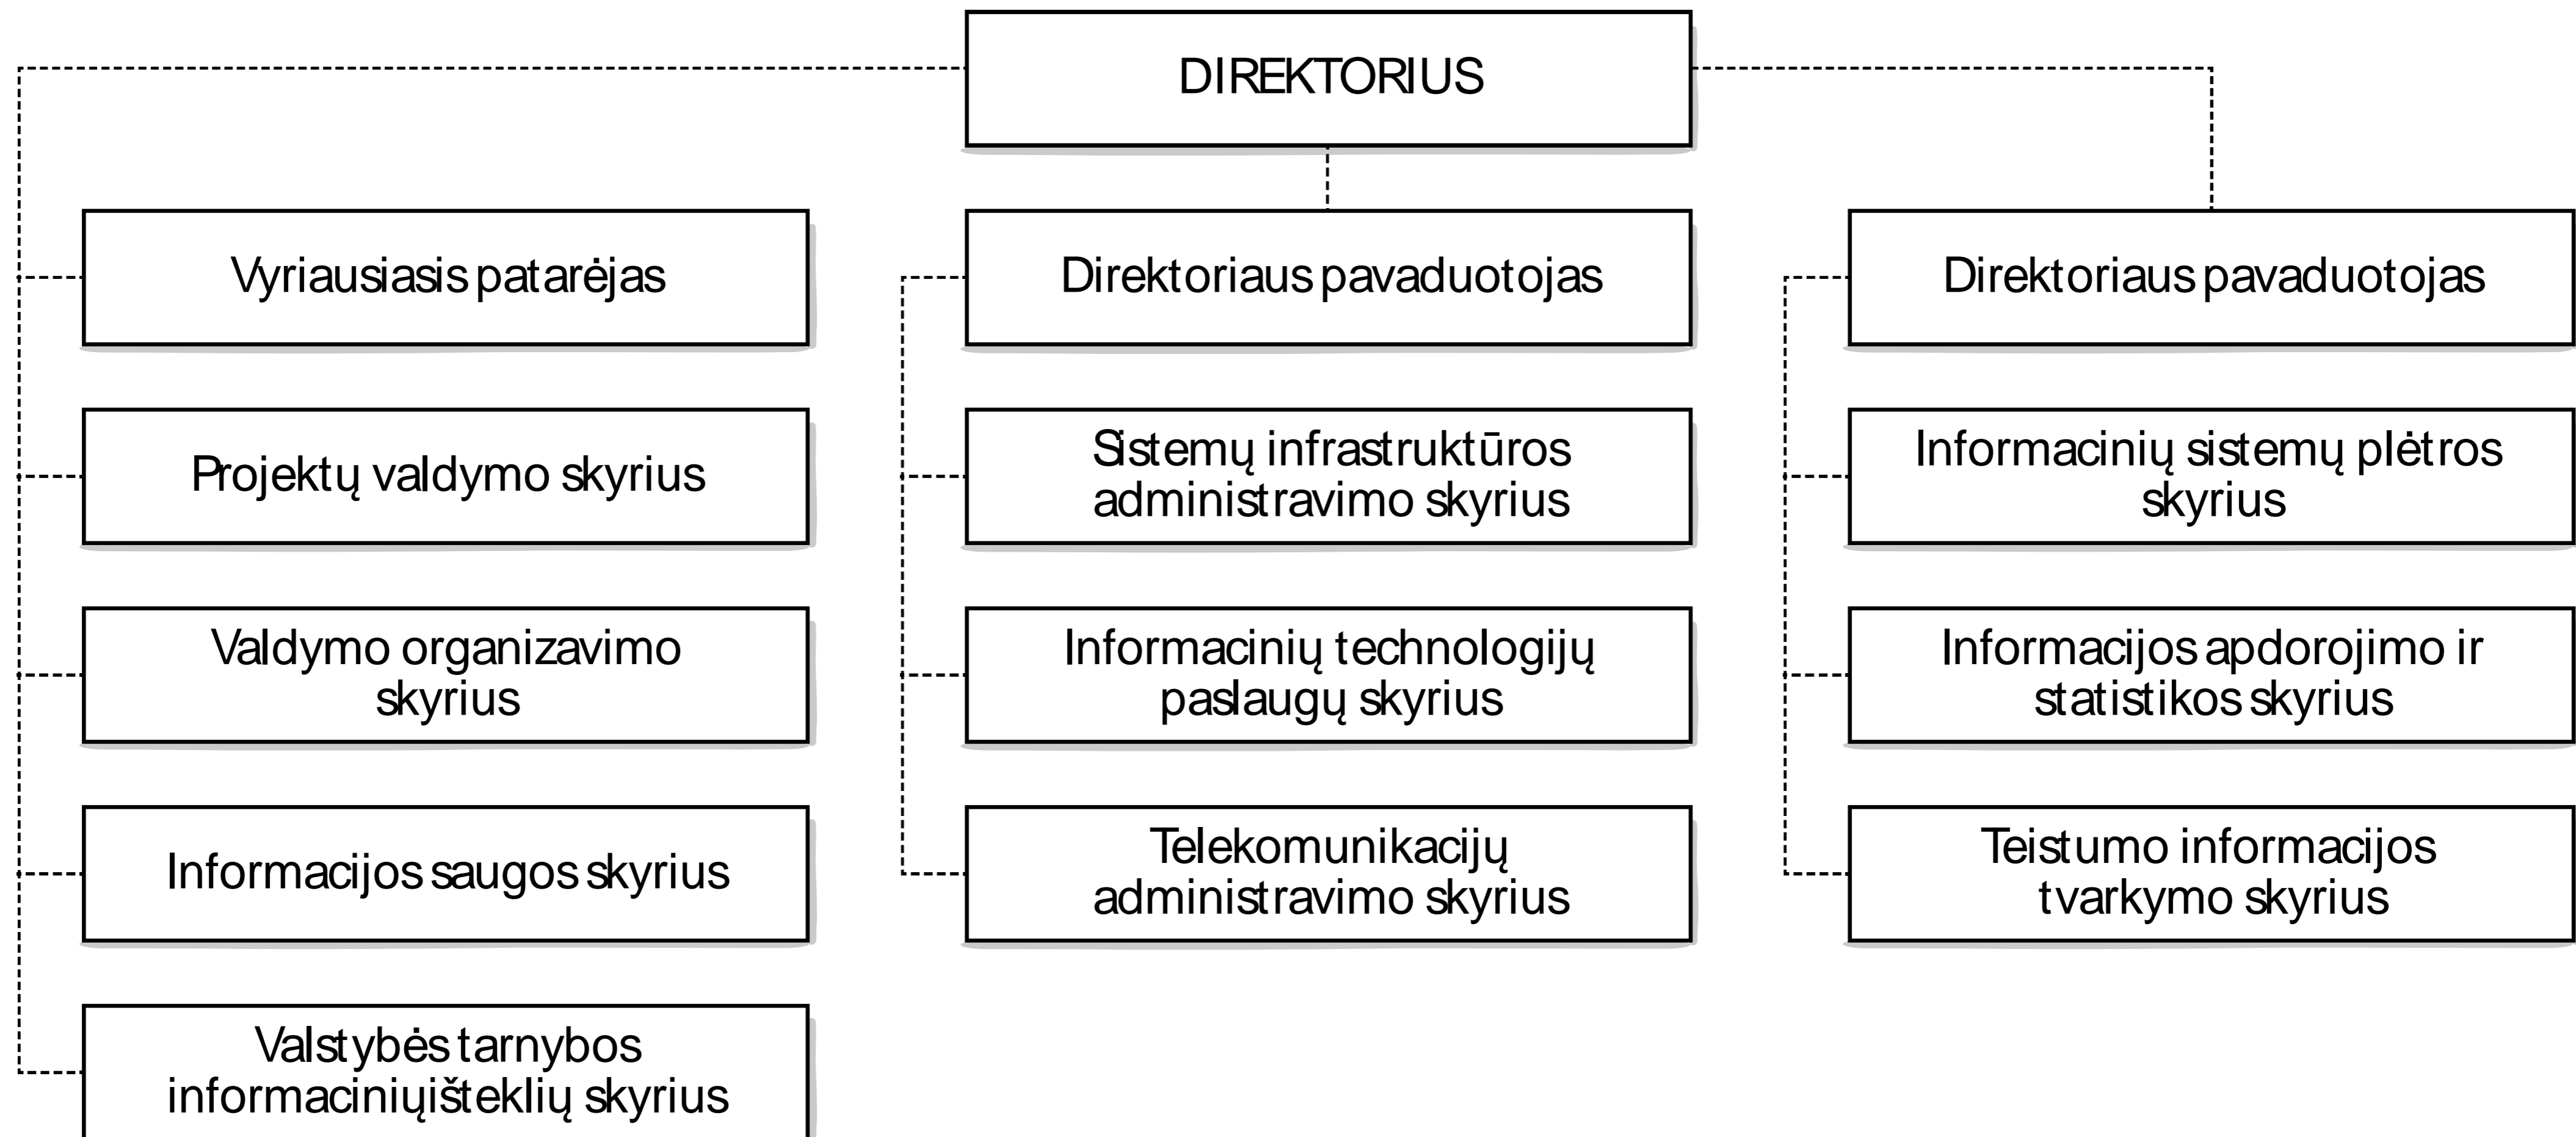 DIREKTORIUS
Vyriausiasis patarėjas
Direktoriaus pavaduotojas
Direktoriaus pavaduotojas
Projektų valdymo skyrius
Sistemų infrastruktūros
administravimo skyrius
Informacinių sistemų plėtros
skyrius
Valdymo organizavimo
skyrius
Informacinių technologijų
paslaugų skyrius
Informacijos apdorojimo ir
statistikos skyrius
Informacijos saugos skyrius
Telekomunikacijų
administravimo skyrius
Teistumo informacijos
tvarkymo skyrius
Valstybės tarnybos
informaciniųišteklių skyrius